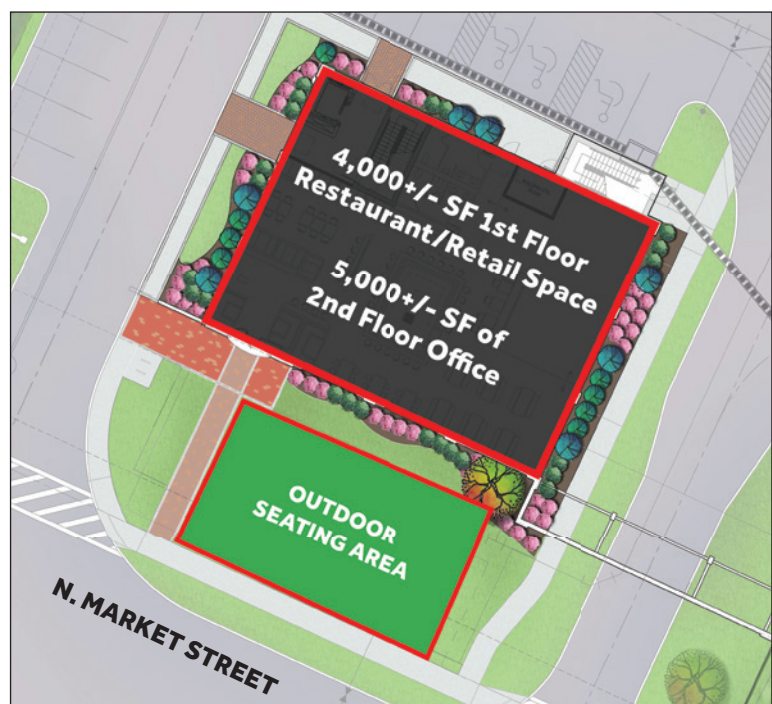 4,000+/- SF 1st Floor
Restaurant/Retail Space
5,000+/- SF of
2nd Floor Office
OUTDOOR
SEATING AREA
N. MARKET STREET